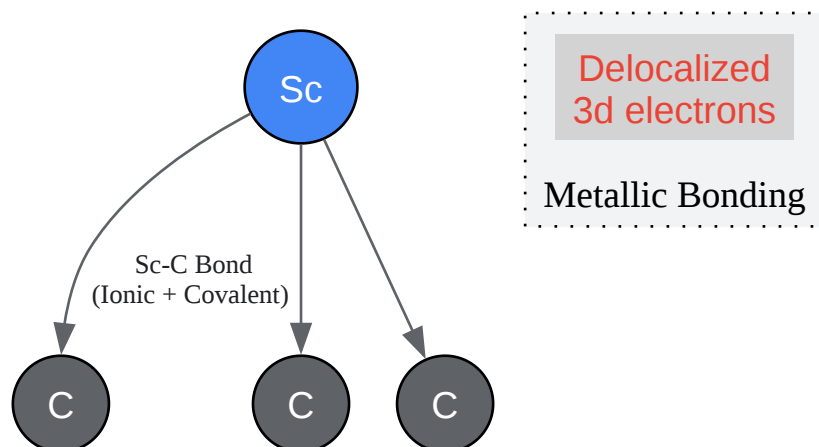 Sc
Delocalized
3d electrons
Metallic Bonding
Sc-C Bond
(Ionic + Covalent)
C
C
C